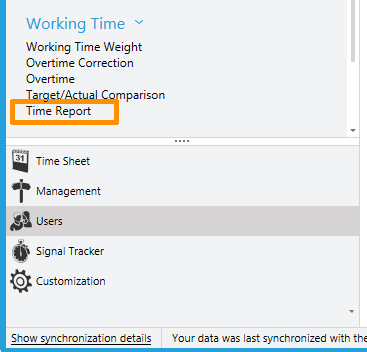 Working Time
Working Time Weight
Overtime Correction
Overtime
Target/Actual Comparison
Time Report
31
Time Sheet
Management
Users
Signal Tracker
Customization
Show synchronization details
Your data was last synchronized with the